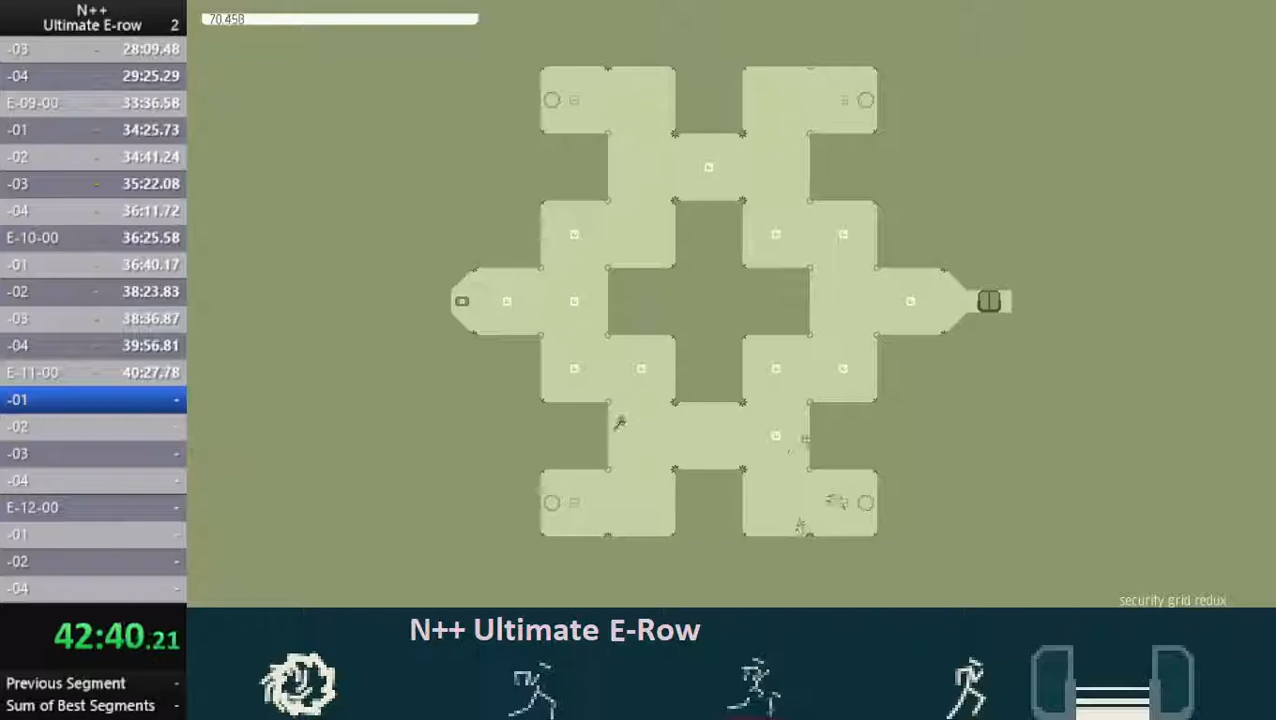 N++
Ultimate E-row 2
-03 - 28:09.48
-04 - 29:25.29
E-09-00 - 33:36.58
-01 - 34:25.73
-02 - 34:41.24
-03 - 35:22.08
-04 - 36:11.72
E-10-00 - 36:25.58
-01 - 36:40.17
-02 - 38:23.83
-03 - 38:36.87
-04 - 39:56.81
E-11-00 - 40:27.78
-01 -
-02 -
-03 -
-04 -
E-12-00 -
-01 -
-02 -
-04 -
42:40.21
Previous Segment -
Sum of Best Segments -
70.458
security grid redux
N++ Ultimate E-Row